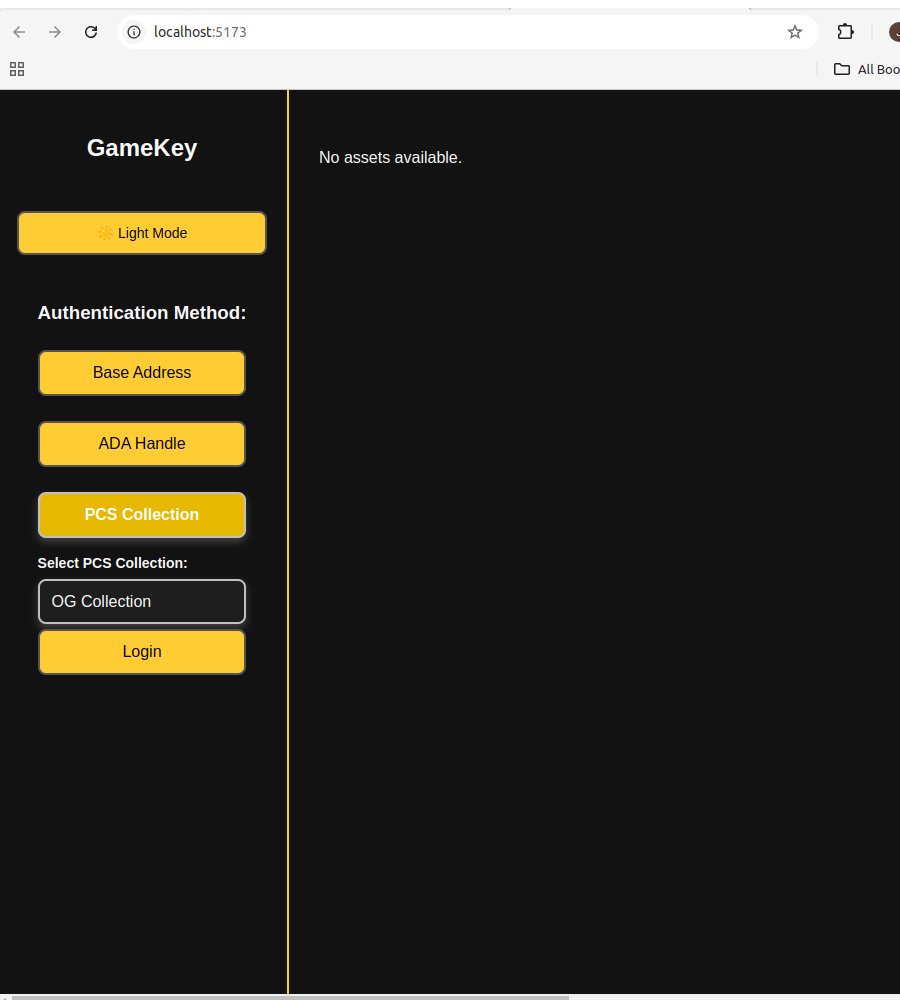 localhost:5173
All Boo
GameKey
No assets available.
Light Mode
Authentication Method:
Base Address
ADA Handle
PCS Collection
Select PCS Collection:
OG Collection
Login